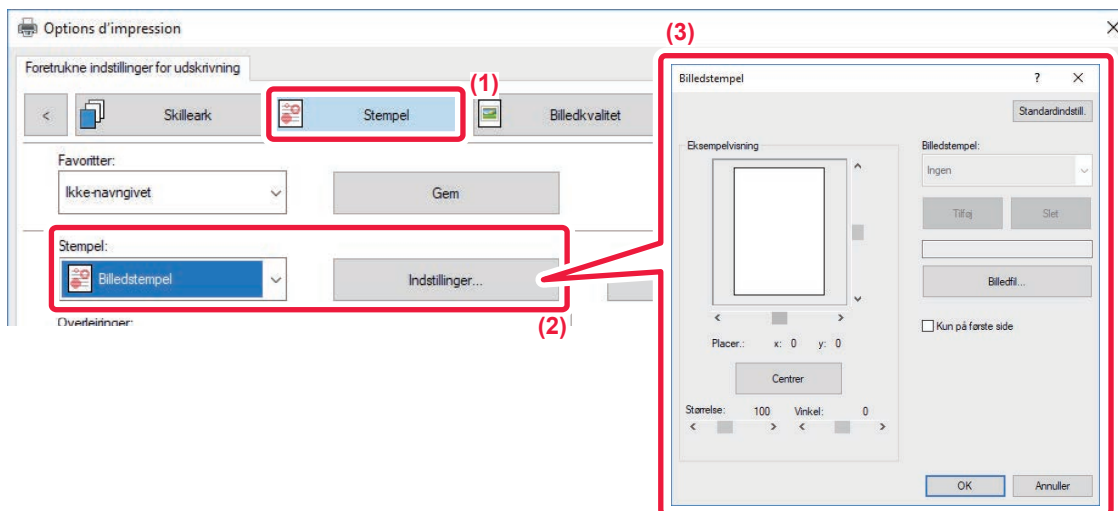 Options d'impression
Foretrukne indstillinger for udskrivning
(1)
< Skilleark Stempel Billedkvalitet
Favoritter:
Ikke-navngivet Gem
Stempel:
Billedstempel Indstillinger...
(2)
Overlejringer:
(3)
Billedstempel ? X
Standardindstill.
Eksempelvisning
Billedstempel:
Ingen
Tilføj Slet
Billedfil...
Kun på første side
Placer.: x: 0 y: 0
Centrer
Størrelse: 100 Vinkel: 0
OK Annuller